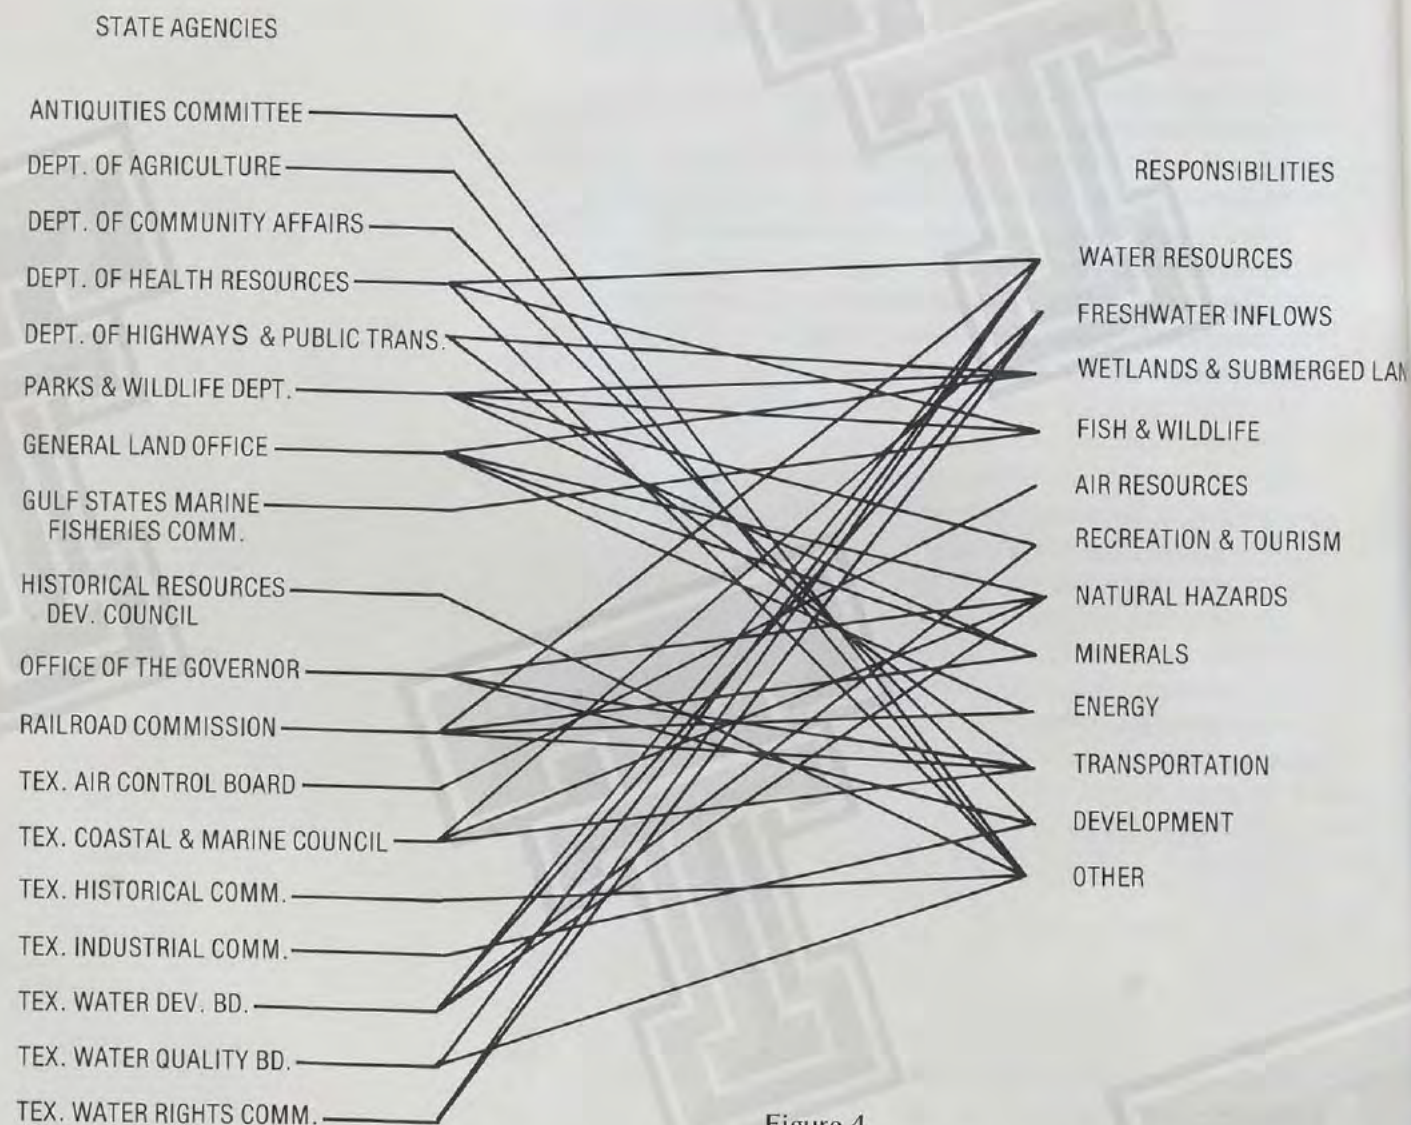 STATE AGENCIES
ANTIQUITIES COMMITTEE
DEPT. OF AGRICULTURE
DEPT. OF COMMUNITY AFFAIRS
DEPT. OF HEALTH RESOURCES
DEPT. OF HIGHWAYS & PUBLIC TRANS.
PARKS & WILDLIFE DEPT.
GENERAL LAND OFFICE
GULF STATES MARINE
FISHERIES COMM.
HISTORICAL RESOURCES
DEV. COUNCIL
OFFICE OF THE GOVERNOR
RAILROAD COMMISSION
TEX. AIR CONTROL BOARD
TEX. COASTAL & MARINE COUNCIL
TEX. HISTORICAL COMM.
TEX. INDUSTRIAL COMM.
TEX. WATER DEV. BD.
TEX. WATER QUALITY BD.
TEX. WATER RIGHTS COMM.
RESPONSIBILITIES
WATER RESOURCES
FRESHWATER INFLOWS
WETLANDS & SUBMERGED LAN
FISH & WILDLIFE
AIR RESOURCES
RECREATION & TOURISM
NATURAL HAZARDS
MINERALS
ENERGY
TRANSPORTATION
DEVELOPMENT
OTHER
Figure 4